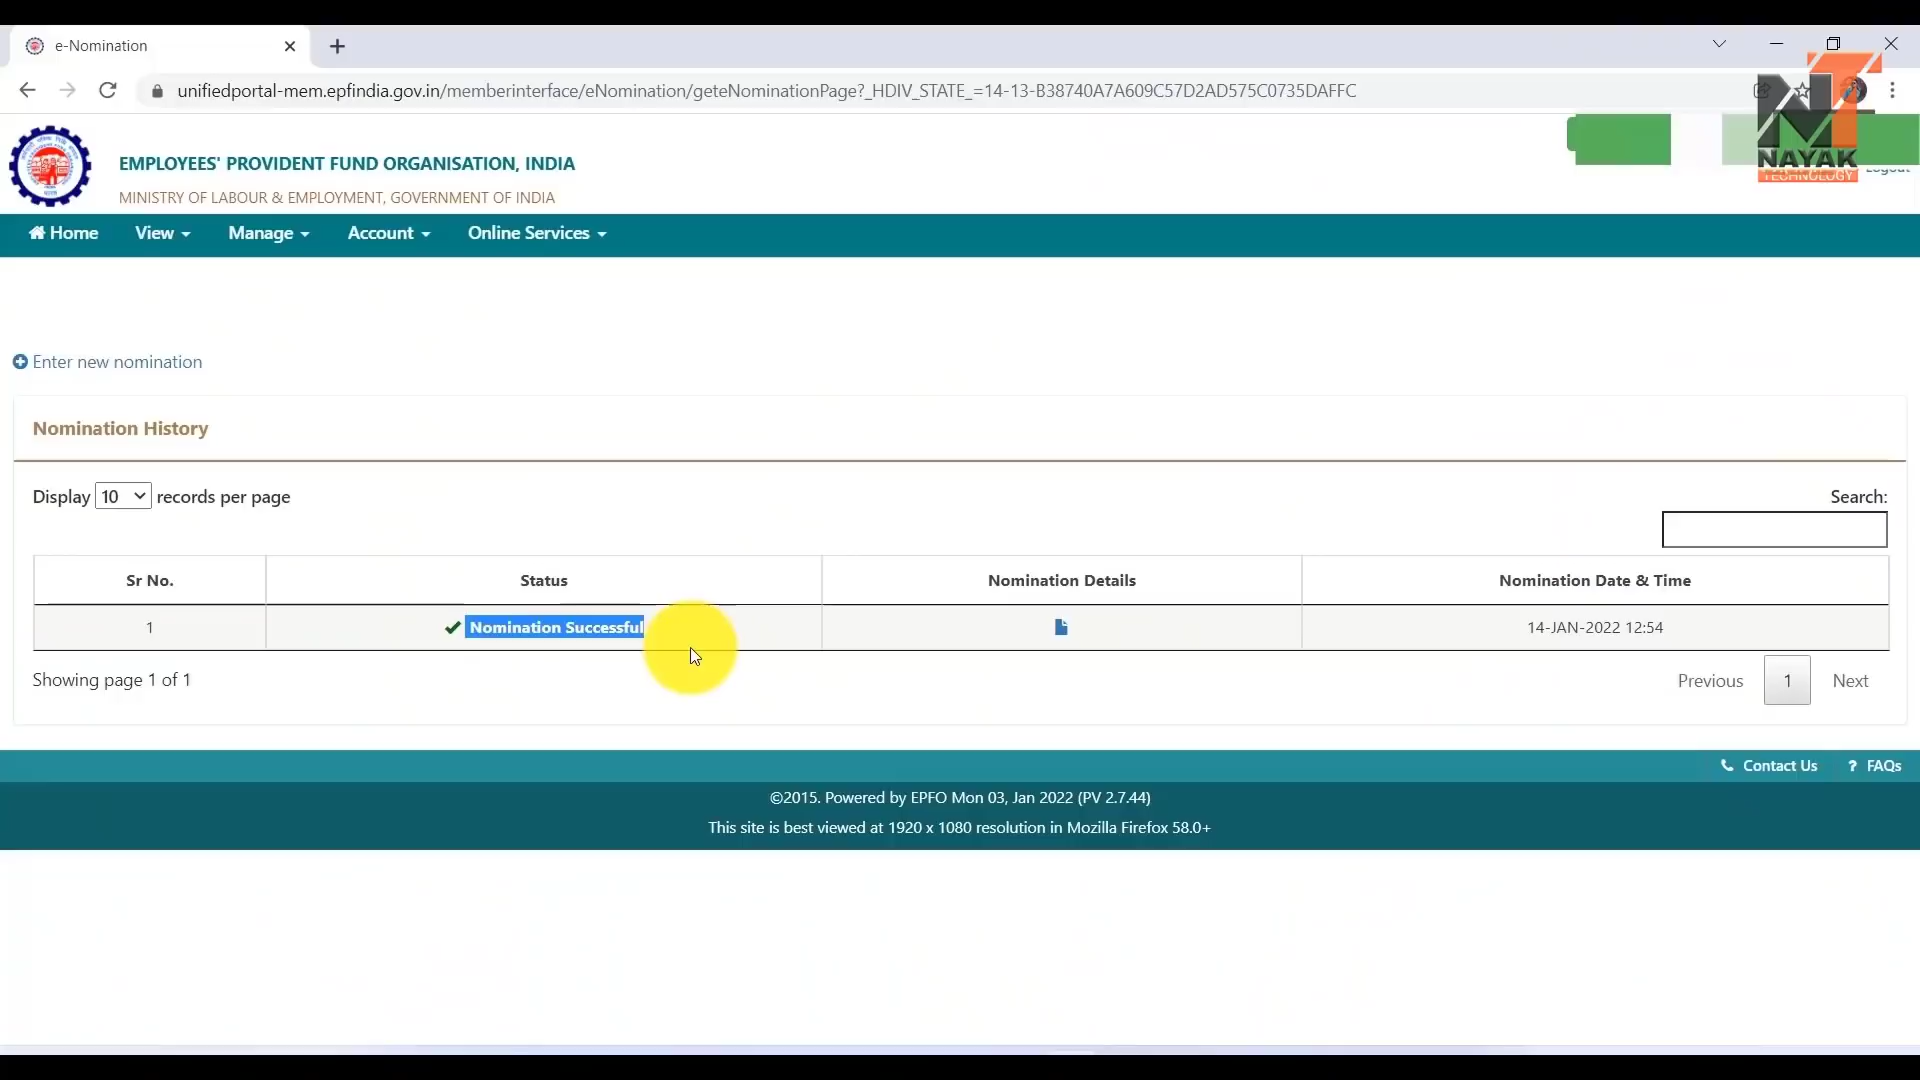 e-Nomination
unifiedportal-mem.epfindia.gov.in/memberinterface/eNomination/geteNominationPage?_HDIV_STATE_=14-13-B38740A7A609C57D2AD575C0735DAFFC
EMPLOYEES' PROVIDENT FUND ORGANISATION, INDIA
MINISTRY OF LABOUR & EMPLOYMENT, GOVERNMENT OF INDIA
NT
NAYAK
TECHNOLOGY
Logout
Home View Manage Account Online Services
Enter new nomination
Nomination History
Display 10 records per page
Search:
Sr No. Status Nomination Details Nomination Date & Time
1 Nomination Successful 14-JAN-2022 12:54
Showing page 1 of 1
Previous 1 Next
Contact Us ? FAQs
©2015. Powered by EPFO Mon 03, Jan 2022 (PV 2.7.44)
This site is best viewed at 1920 x 1080 resolution in Mozilla Firefox 58.0+